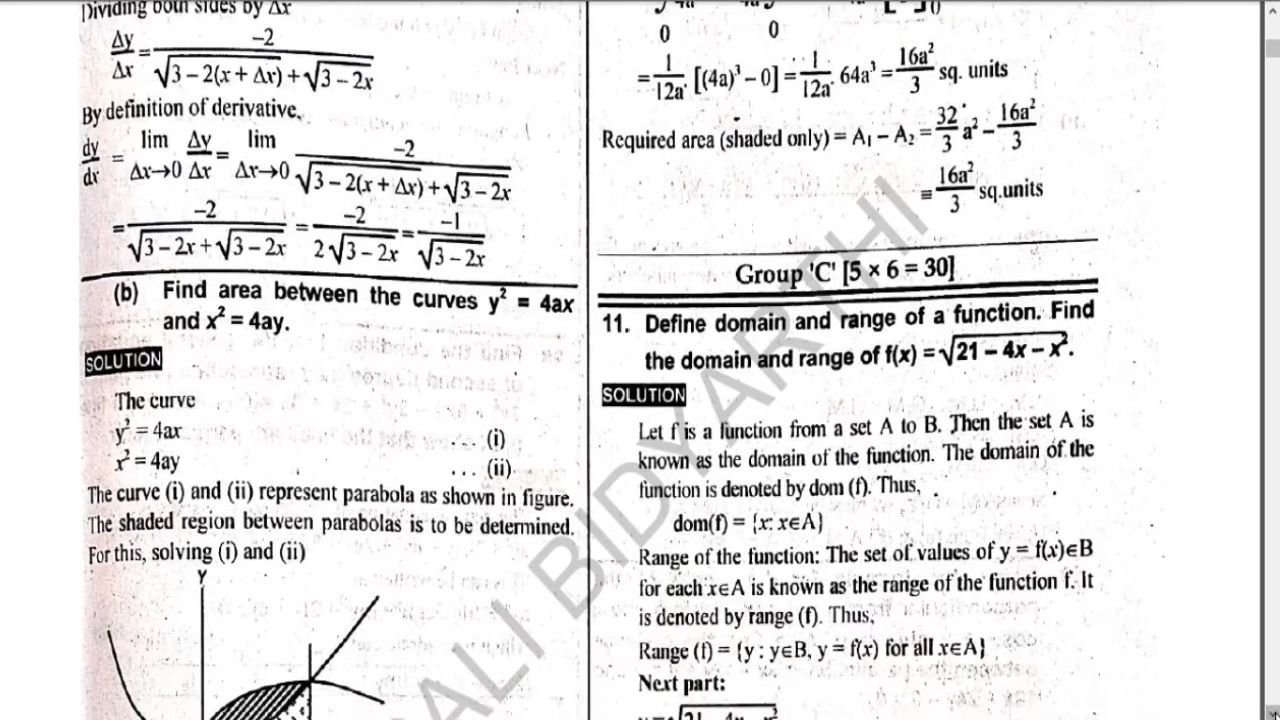 Dividing both sides by Δx
Δy/Δx = -2/(√3 – 2(x + Δx) + √3 – 2x)
By definition of derivative,
dy/dx = lim Δx→0 Δy/Δx = lim Δx→0 -2/(√3 – 2(x + Δx) + √3 – 2x)
= -2/(√3 – 2x + √3 – 2x) = -2/(2√3 – 2x) = -1/√3 – 2x
(b) Find area between the curves y² = 4ax
and x² = 4ay.
SOLUTION
The curve
y² = 4ax ... (i)
x² = 4ay ... (ii)
The curve (i) and (ii) represent parabola as shown in figure.
The shaded region between parabolas is to be determined.
For this, solving (i) and (ii)
Y
0 0
= 1/12a [(4a)³ – 0] = 1/12a 64a³ = 16a²/3 sq. units
Required area (shaded only) = A₁ – A₂ = 32/3 a² – 16a²/3
= 16a²/3 sq.units
Group 'C' [5 × 6 = 30]
11. Define domain and range of a function. Find
the domain and range of f(x) = √21 – 4x – x².
SOLUTION
Let f is a function from a set A to B. Then the set A is
known as the domain of the function. The domain of the
function is denoted by dom (f). Thus,
dom(f) = {x: x∈A}
Range of the function: The set of values of y = f(x)∈B
for each x∈A is known as the range of the function f. It
is denoted by range (f). Thus,
Range (f) = {y : y∈B, y = f(x) for all x∈A}
Next part:
ALI BIDYARTHI